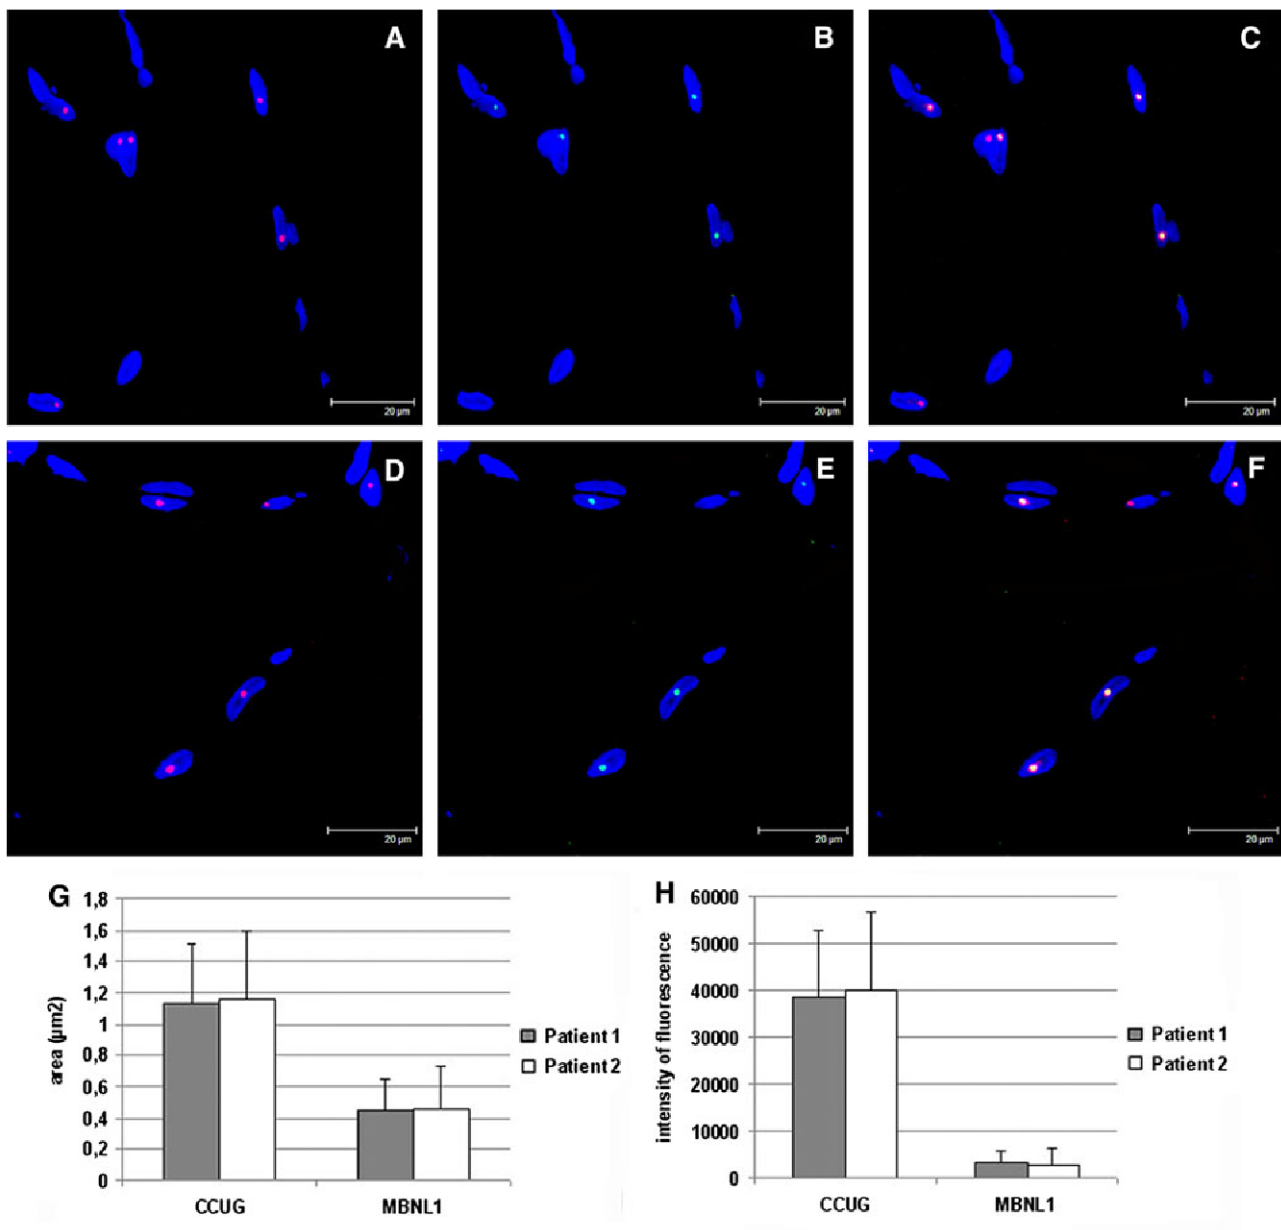 A
B
C
20 µm
20 µm
20 µm
D
E
F
20 µm
20 µm
20 µm
G
1,8
1,6
1,4
1,2
1
0,8
0,6
0,4
0,2
0
area (µm2)
CCUG
MBNL1
Patient 1
Patient 2
H
60000
50000
40000
30000
20000
10000
0
intensity of fluorescence
CCUG
MBNL1
Patient 1
Patient 2